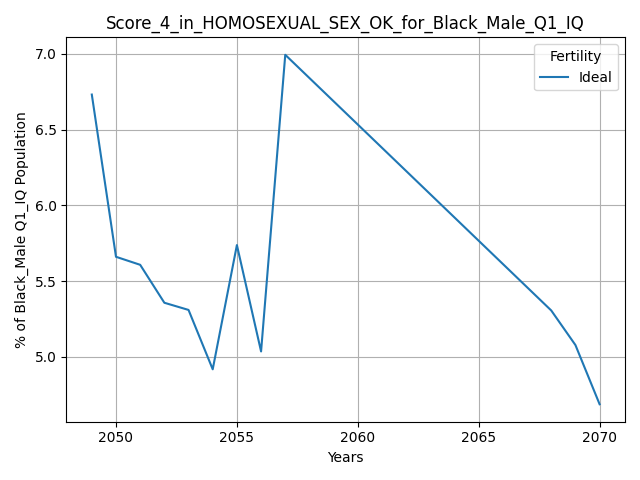 Score_4_in_HOMOSEXUAL_SEX_OK_for_Black_Male_Q1_IQ
Fertility
Ideal
7.0
6.5
6.0
5.5
5.0
% of Black_Male Q1_IQ Population
2050
2055
2060
2065
2070
Years